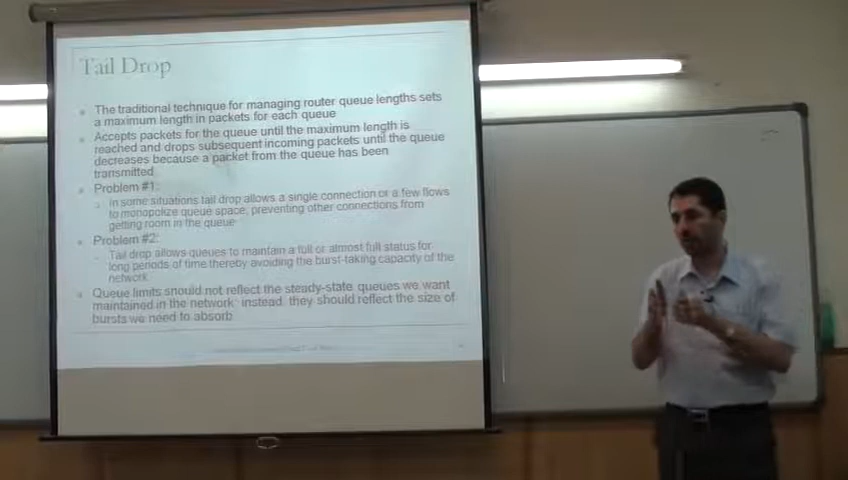 Tail Drop
The traditional technique for managing router queue lengths sets
a maximum length in packets for each queue
Accepts packets for the queue until the maximum length is
reached and drops subsequent incoming packets until the queue
decreases because a packet from the queue has been
transmitted
Problem #1:
In some situations tail drop allows a single connection or a few flows
to monopolize queue space, preventing other connections from
getting room in the queue
Problem #2:
Tail drop allows queues to maintain a full or almost full status for
long periods of time thereby avoiding the burst-taking capacity of the
network
Queue limits should not reflect the steady-state queues we want
maintained in the network; instead, they should reflect the size of
bursts we need to absorb